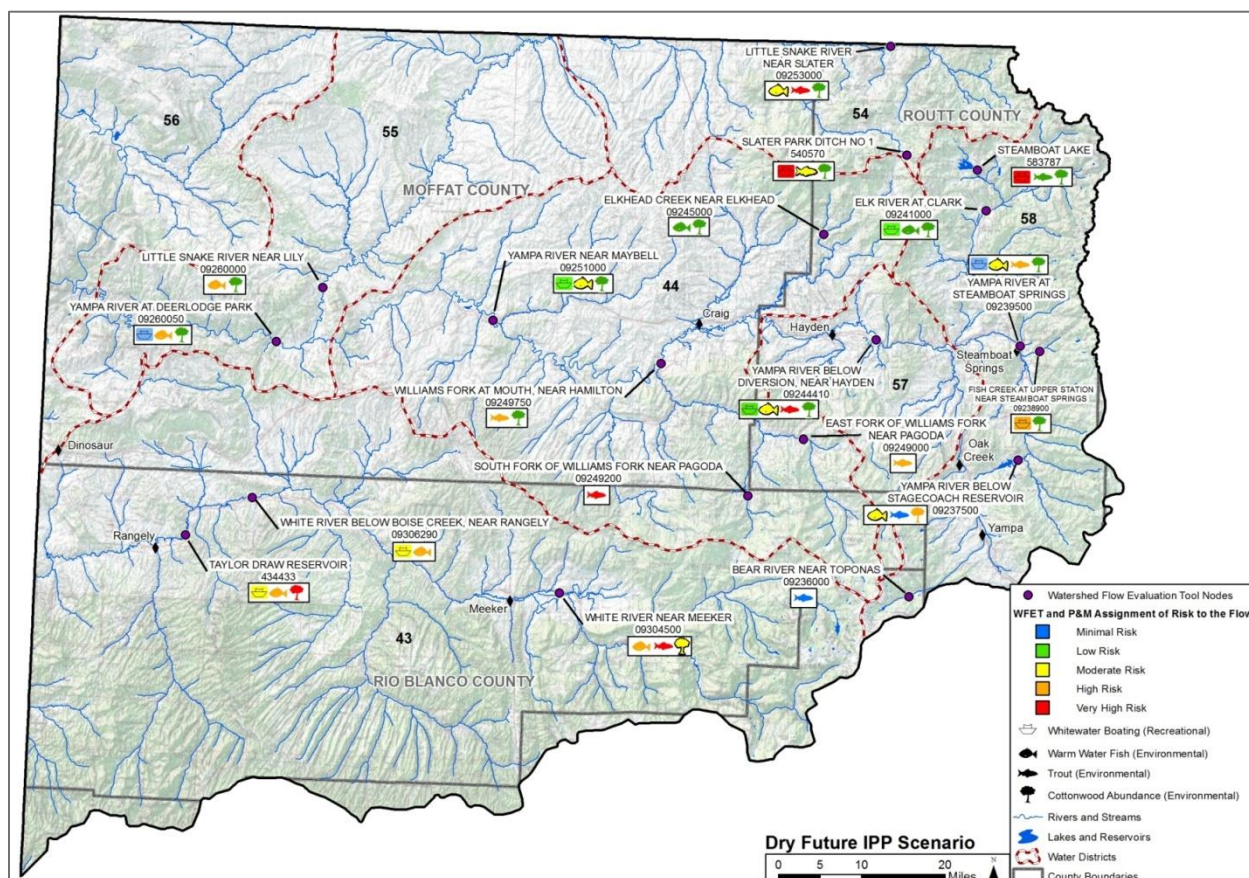 LITTLE SNAKE RIVER
NEAR SLATER
09253000
54
ROUTT COUNTY
56
55
SLATER PARK DITCH NO 1
540570
STEAMBOAT LAKE
583787
MOFFAT COUNTY
ELKHEAD CREEK NEAR ELKHEAD
09245000
ELK RIVER AT CLARK
09241000
58
LITTLE SNAKE RIVER NEAR LILY
09260000
YAMPA RIVER NEAR MAYBELL
09251000
44
YAMPA RIVER AT
STEAMBOAT SPRINGS
09239500
YAMPA RIVER AT DEERLODGE PARK
09260050
Craig
Hayden
Steamboat
Springs
WILLIAMS FORK AT MOUTH, NEAR HAMILTON
09249750
YAMPA RIVER BELOW
DIVERSION, NEAR HAYDEN
09244410
57
FISH CREEK AT UPPER STATION
NEAR STEAMBOAT SPRINGS
09238900
EAST FORK OF WILLIAMS FORK
NEAR PAGODA
09249000
Oak
Creek
Dinosaur
SOUTH FORK OF WILLIAMS FORK NEAR PAGODA
09249200
YAMPA RIVER BELOW
STAGECOACH RESERVOIR
09237500
WHITE RIVER BELOW BOISE CREEK, NEAR RANGELY
09306290
Yampa
Rangely
TAYLOR DRAW RESERVOIR
434433
BEAR RIVER NEAR TOPONAS
09236000
Meeker
WHITE RIVER NEAR MEEKER
09304500
43
RIO BLANCO COUNTY
Watershed Flow Evaluation Tool Nodes
WFET and P&M Assignment of Risk to the Flow
Minimal Risk
Low Risk
Moderate Risk
High Risk
Very High Risk
Whitewater Boating (Recreational)
Warm Water Fish (Environmental)
Trout (Environmental)
Cottonwood Abundance (Environmental)
Rivers and Streams
Lakes and Reservoirs
Water Districts
County Boundaries
Dry Future IPP Scenario
0 5 10 20
Miles
N